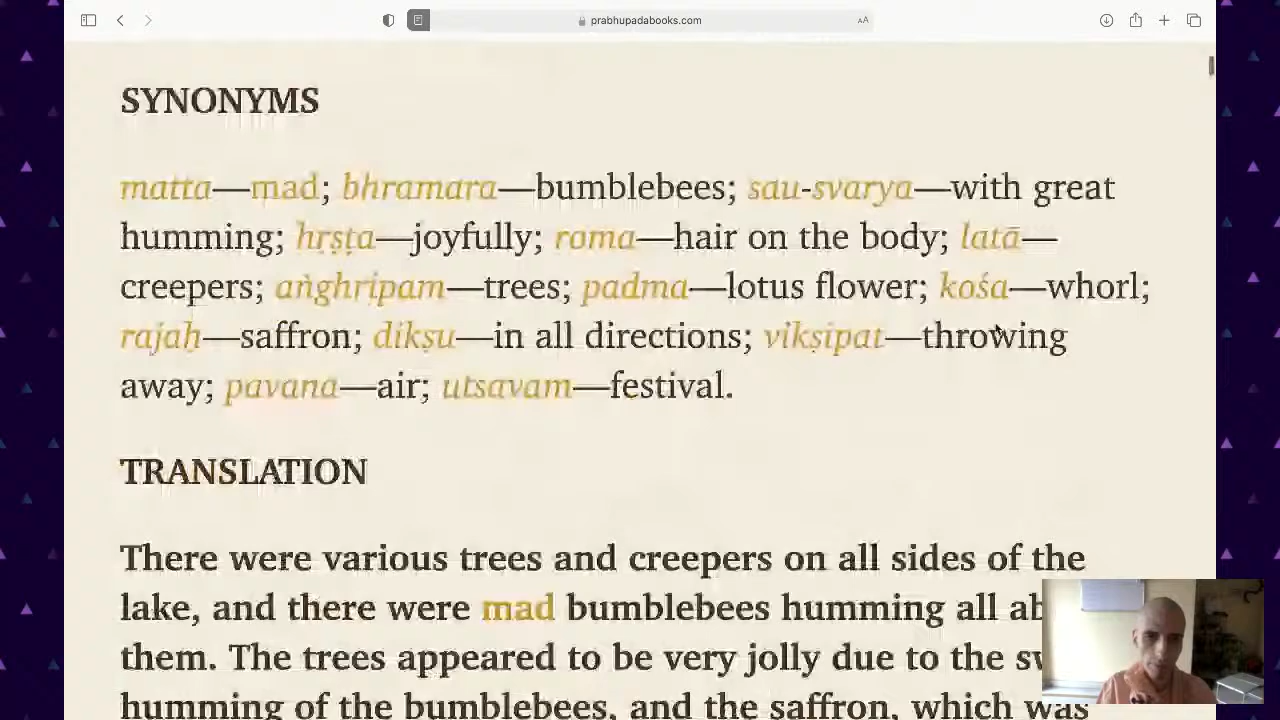 prabhupadabooks.com
SYNONYMS
matta—mad; bhramara—bumblebees; sau-svarya—with great
humming; hṛṣṭa—joyfully; roma—hair on the body; latā—
creepers; aṅghripam—trees; padma—lotus flower; kośa—whorl;
rajaḥ—saffron; dikṣu—in all directions; vikṣipat—throwing
away; pavana—air; utsavam—festival.
TRANSLATION
There were various trees and creepers on all sides of the
lake, and there were mad bumblebees humming all
them. The trees appeared to be very jolly due to the
humming of the bumblebees, and the saffron, which was